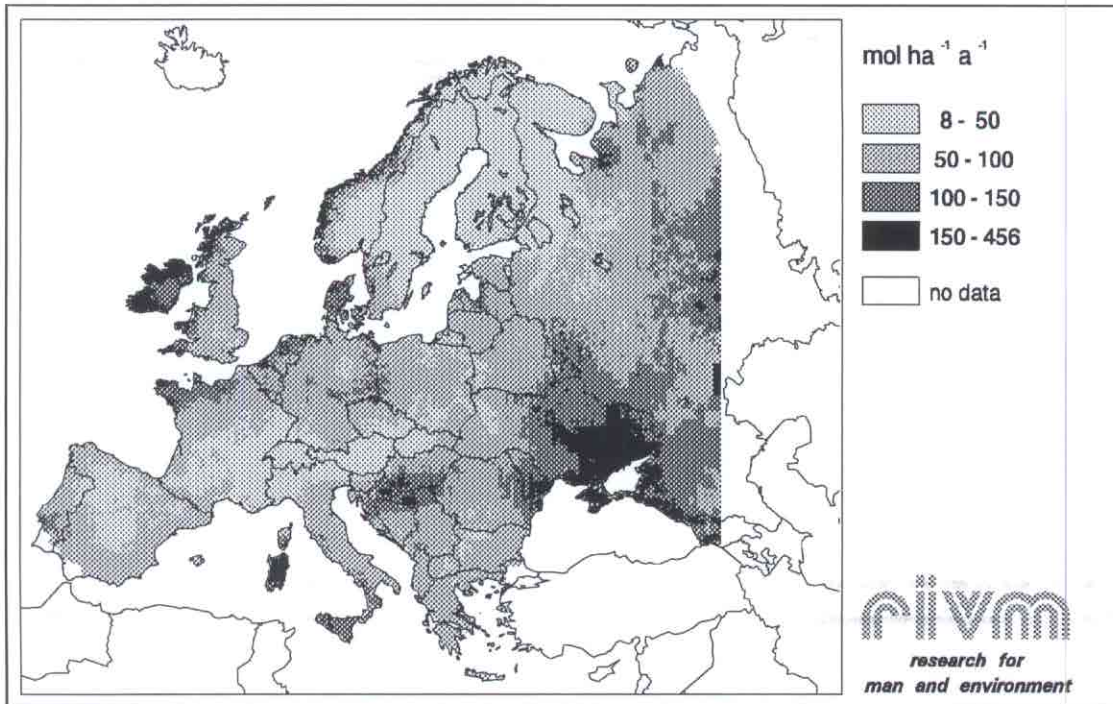 mol ha -1 a -1
8 - 50
50 - 100
100 - 150
150 - 456
no data
rivm
research for
man and environment